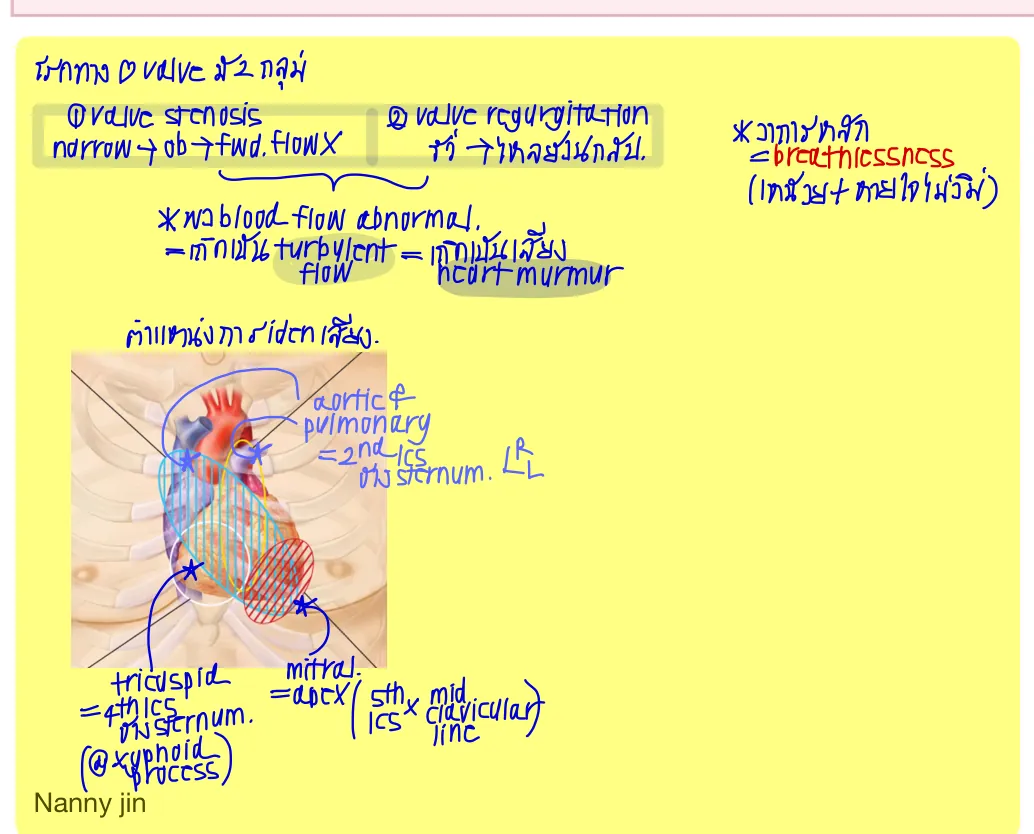 โรคทาง ♡ valve มี 2 กลุ่ม
① valve stenosis
narrow → ob → fwd. flow X
② valve regurgitation
รั่ว → ไหลย้อนกลับ.
* อาการหลัก
= breathlessness
(เหนื่อย + หายใจไม่อิ่ม)
* พอ blood flow abnormal.
= เกิดเป็น turbulent flow = เกิดเป็นเสียง heart murmur
ตำแหน่งการ iden เสียง.
aortic &
pulmonary
= 2nd ICS
ข้าง sternum. R
L
tricuspid
= 4th ICS
ข้าง sternum.
(@ xyphoid
process)
mitral.
= apex (5th ICS × mid clavicular line)
Nanny jin